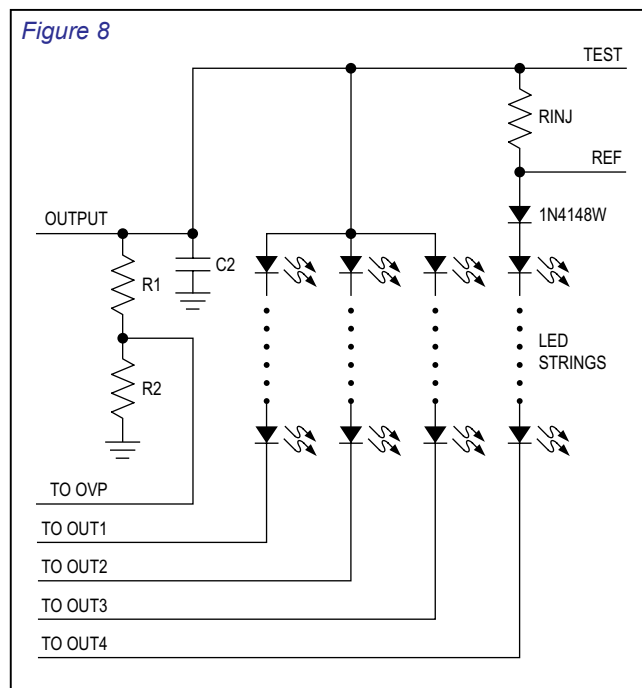 Figure 8
TEST
RINJ
REF
OUTPUT
1N4148W
C2
R1
LED
STRINGS
R2
TO OVP
TO OUT1
TO OUT2
TO OUT3
TO OUT4